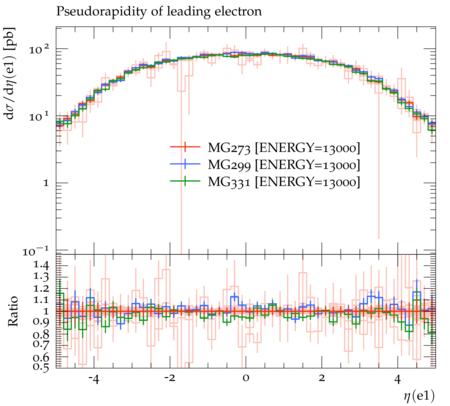 Pseudorapidity of leading electron
dσ/dη(e1) [pb]
10²
10¹
1
10⁻¹
MG273 [ENERGY=13000]
MG299 [ENERGY=13000]
MG331 [ENERGY=13000]
Ratio
1.4
1.3
1.2
1.1
1
0.9
0.8
0.7
0.6
0.5
-4 -2 0 2 4
η(e1)